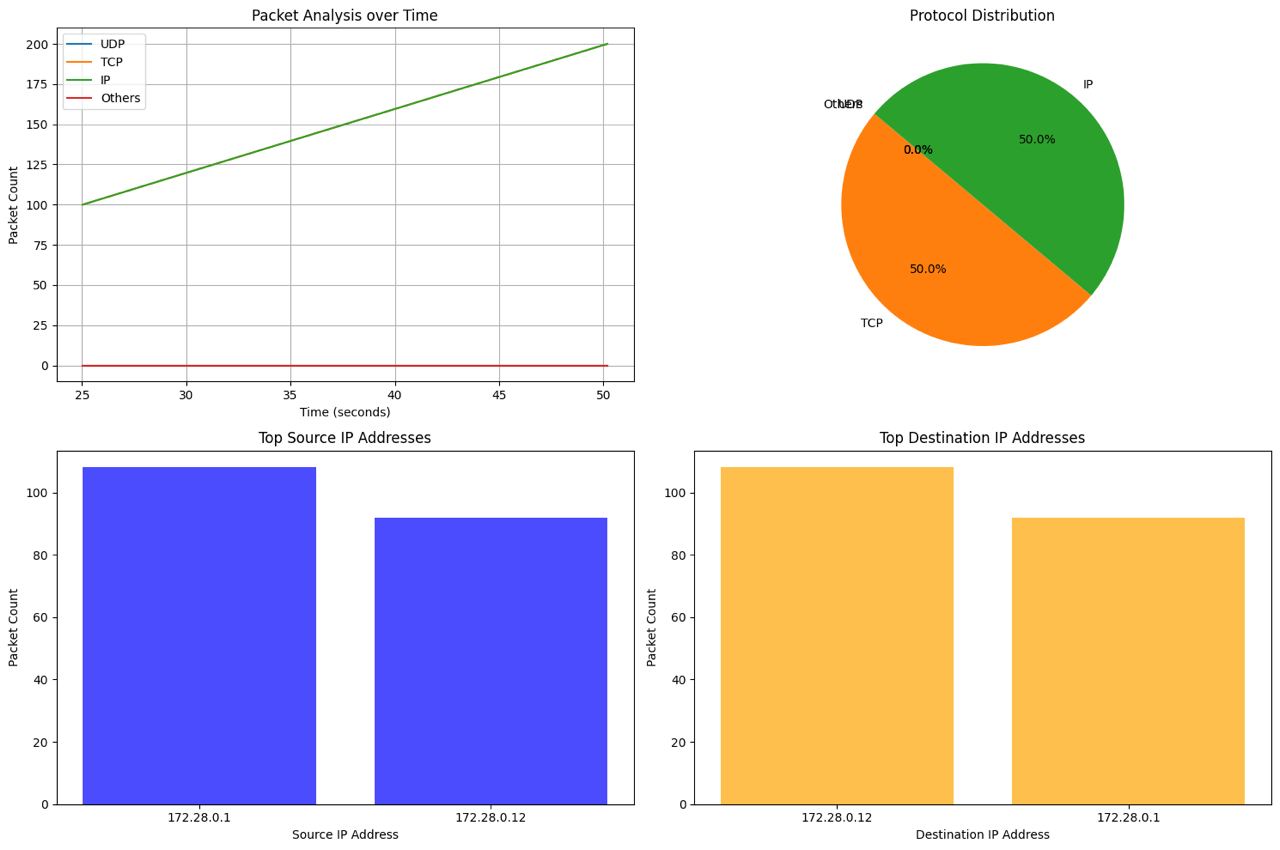 Packet Analysis over Time
UDP
TCP
IP
Others
200
175
150
125
100
75
50
25
0
Packet Count
25 30 35 40 45 50
Time (seconds)
Protocol Distribution
IP
Others
UDP
0.0%
50.0%
50.0%
TCP
Top Source IP Addresses
100
80
60
40
20
0
Packet Count
172.28.0.1 172.28.0.12
Source IP Address
Top Destination IP Addresses
100
80
60
40
20
0
Packet Count
172.28.0.12 172.28.0.1
Destination IP Address